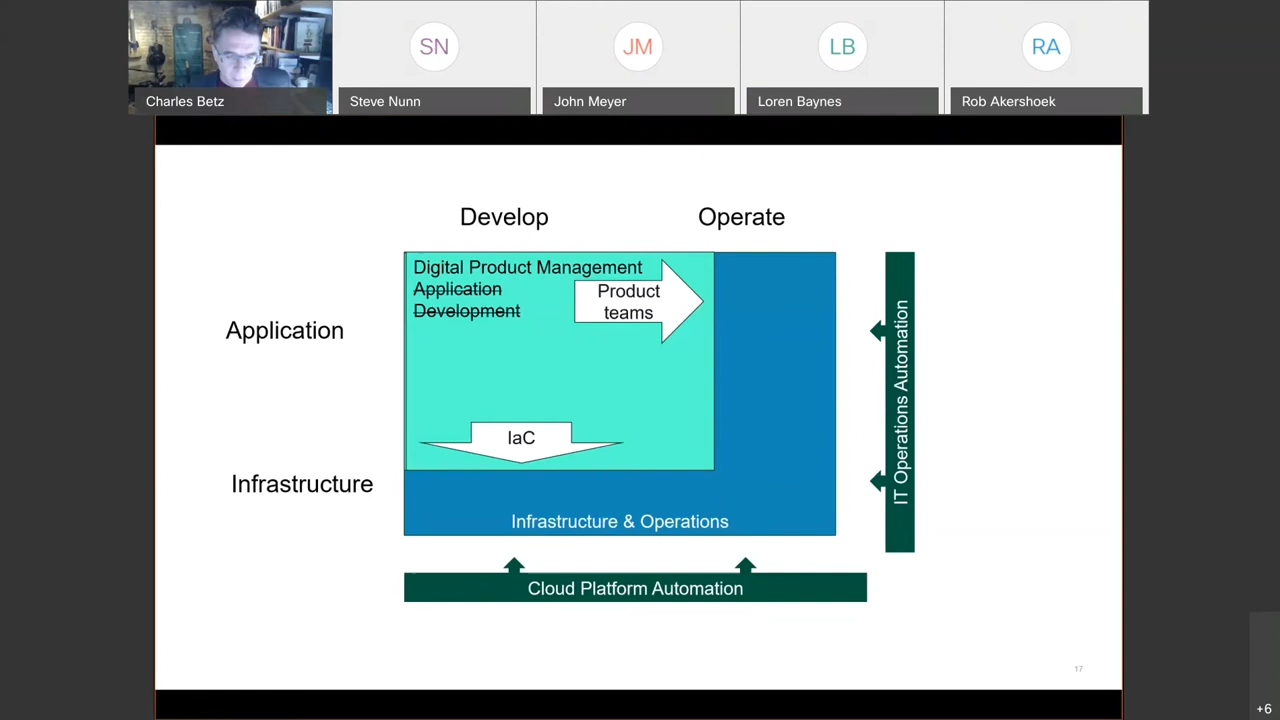 SN
JM
LB
RA
Charles Betz
Steve Nunn
John Meyer
Loren Baynes
Rob Akershoek
Develop
Operate
Digital Product Management
Application
Development
Product
teams
Application
IaC
Infrastructure
Infrastructure & Operations
IT Operations Automation
Cloud Platform Automation
17
+6